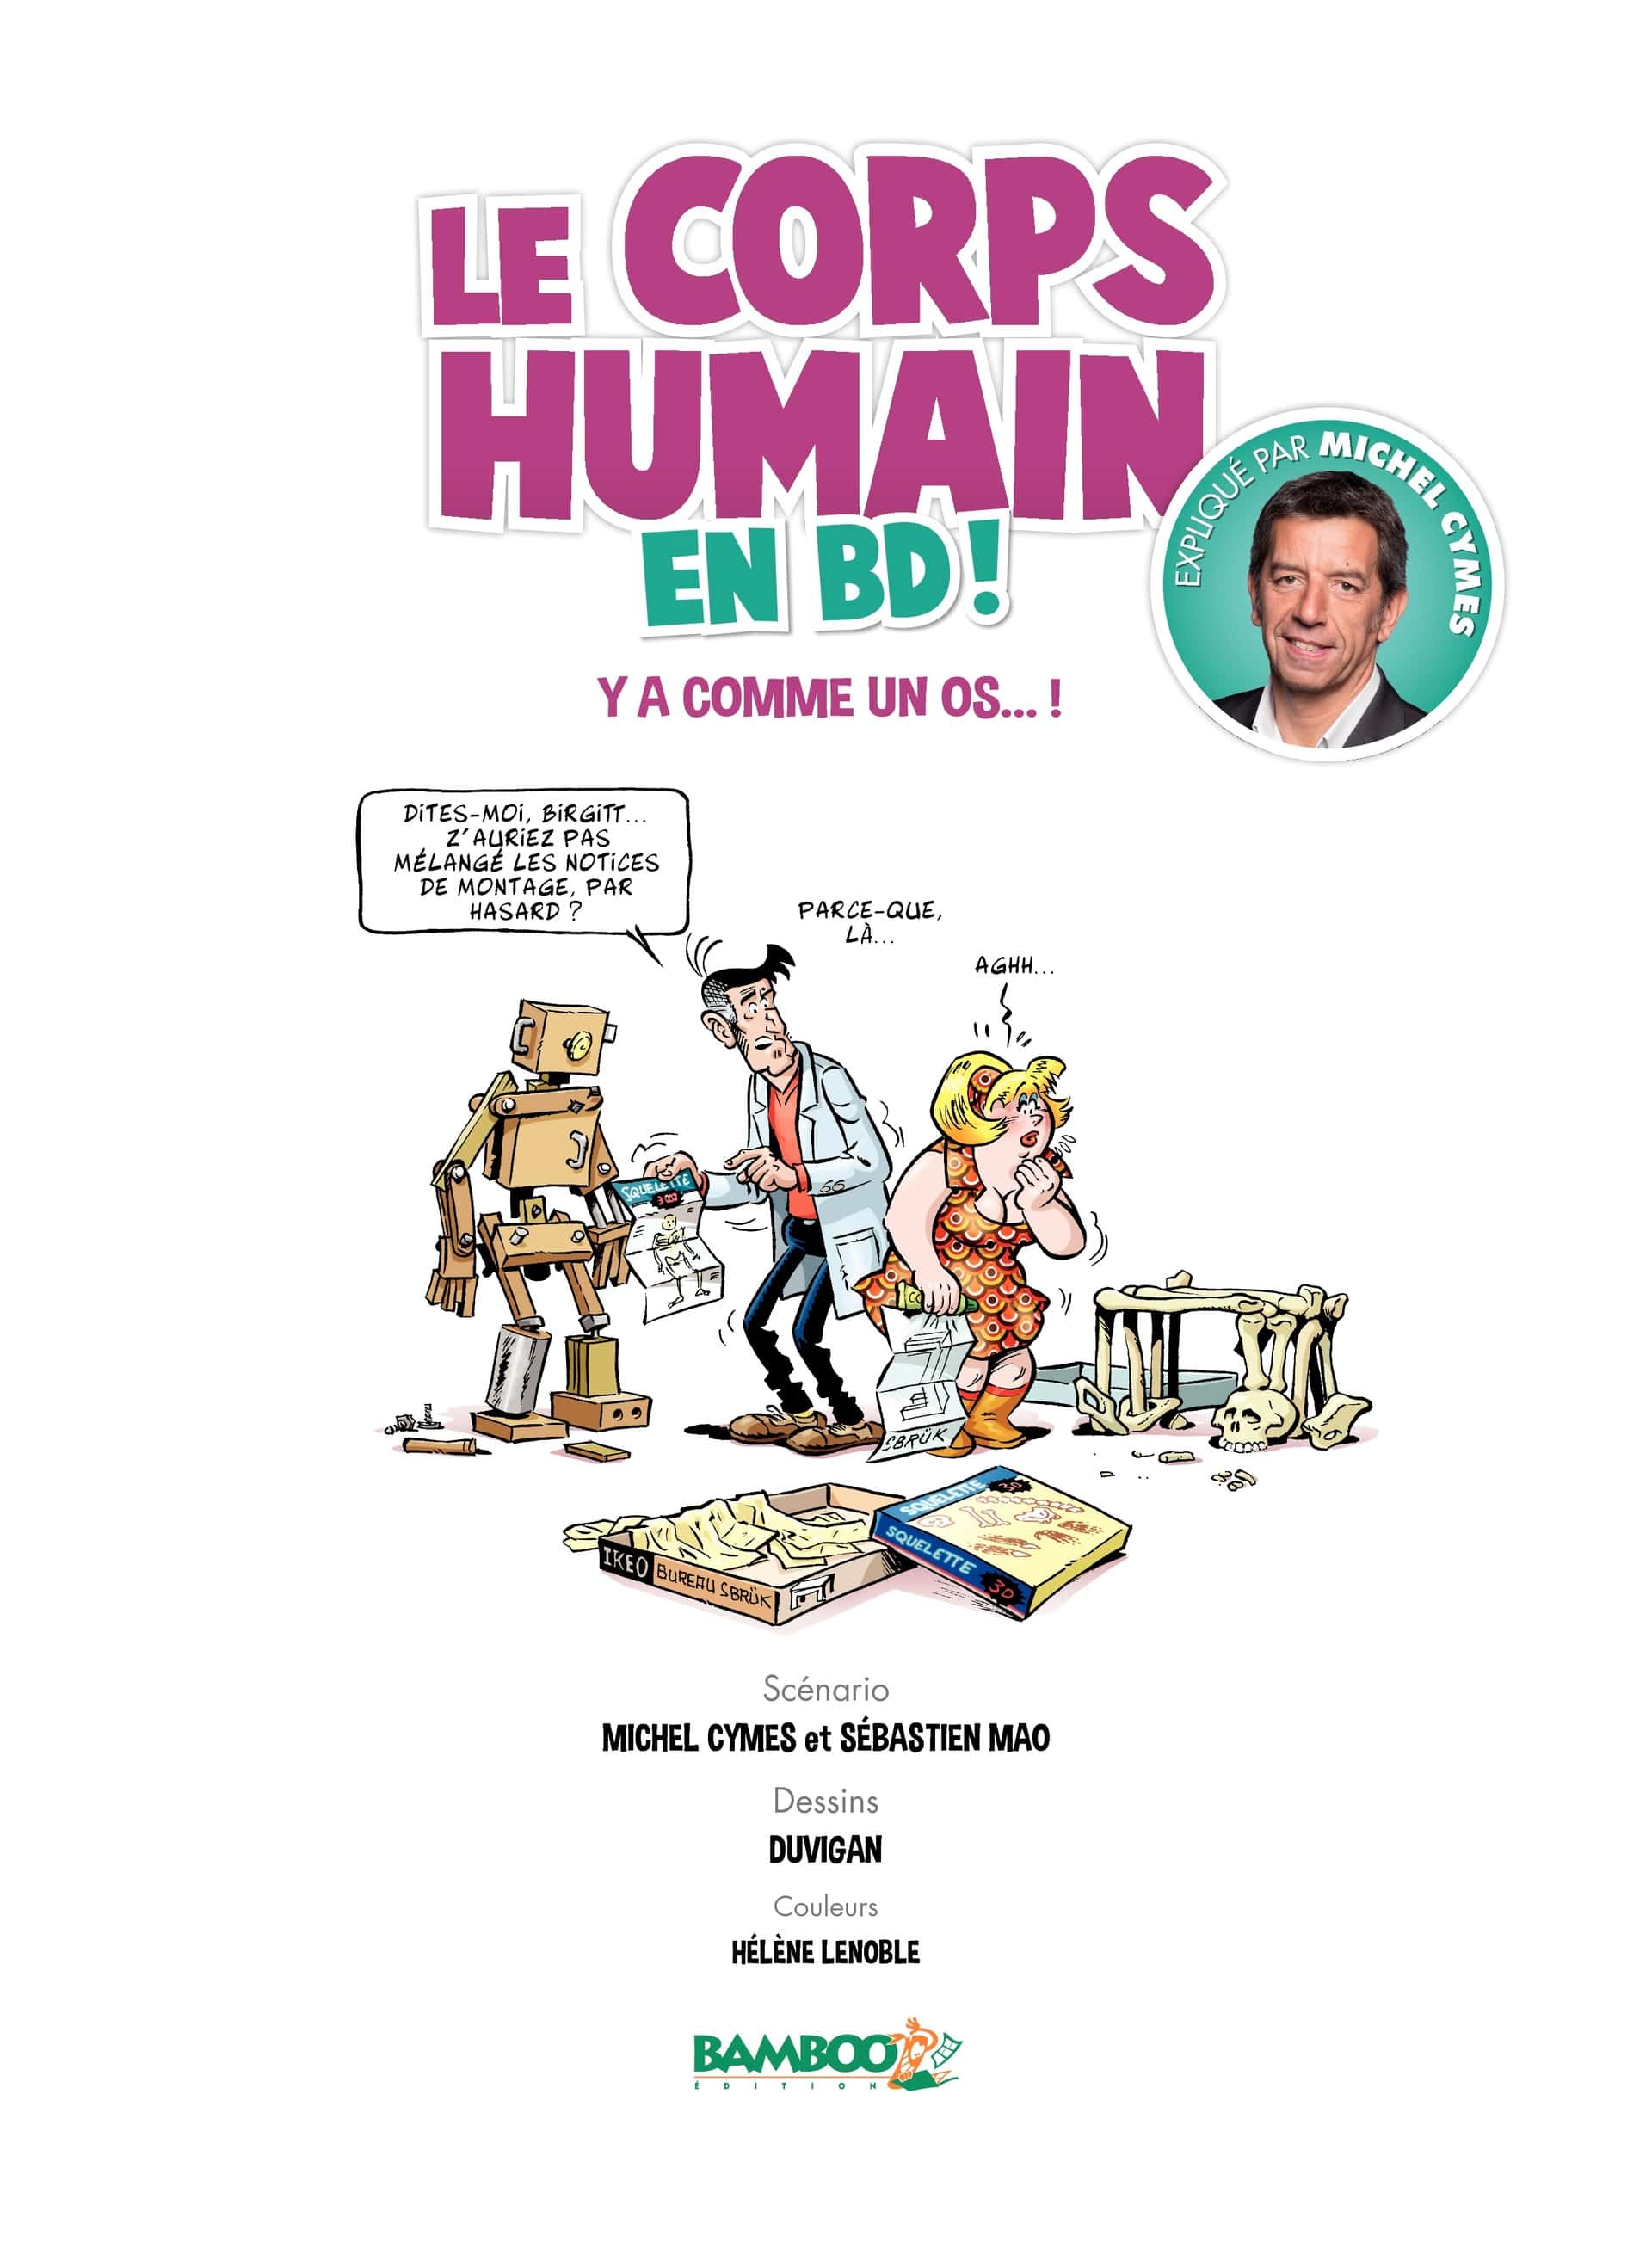 LE CORPS
HUMAIN
EN BD !
EXPLIQUÉ PAR MICHEL CYMES
Y A COMME UN OS... !
DITES-MOI, BIRGITT...
Z'AURIEZ PAS
MÉLANGÉ LES NOTICES
DE MONTAGE, PAR
HASARD ?
PARCE-QUE,
LÀ...
AGHH...
SQUELETTE
SBRÜK
SQUELETTE
3D
SQUELETTE
3D
IKEO
BUREAU SBRÜK
Scénario
MICHEL CYMES et SÉBASTIEN MAO
Dessins
DUVIGAN
Couleurs
HÉLÈNE LENOBLE
BAMBOO
ÉDITION